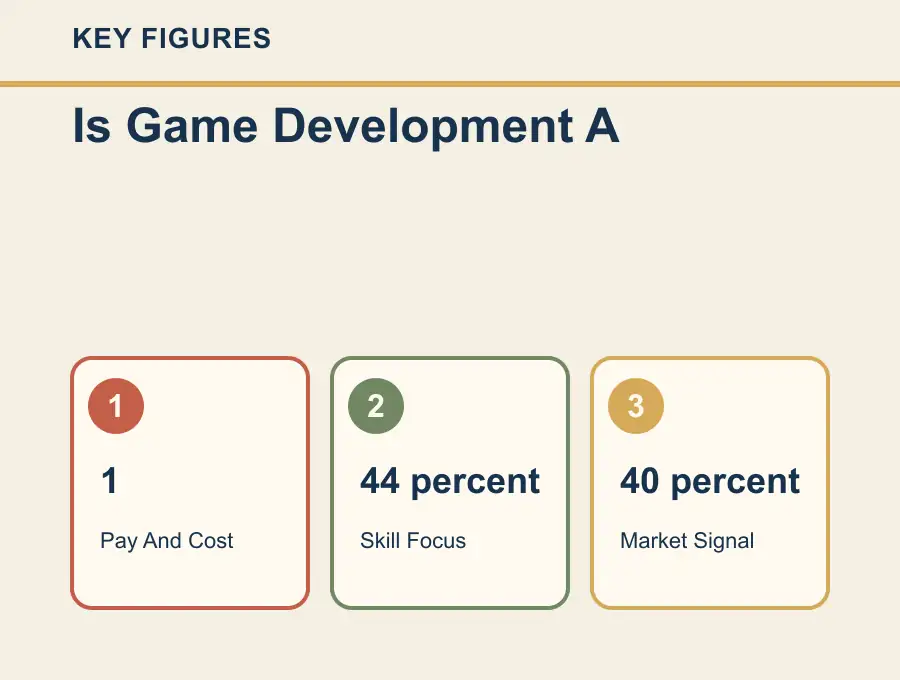 KEY FIGURES
Is Game Development A
1
2
3
1
44 percent
40 percent
Pay And Cost
Skill Focus
Market Signal